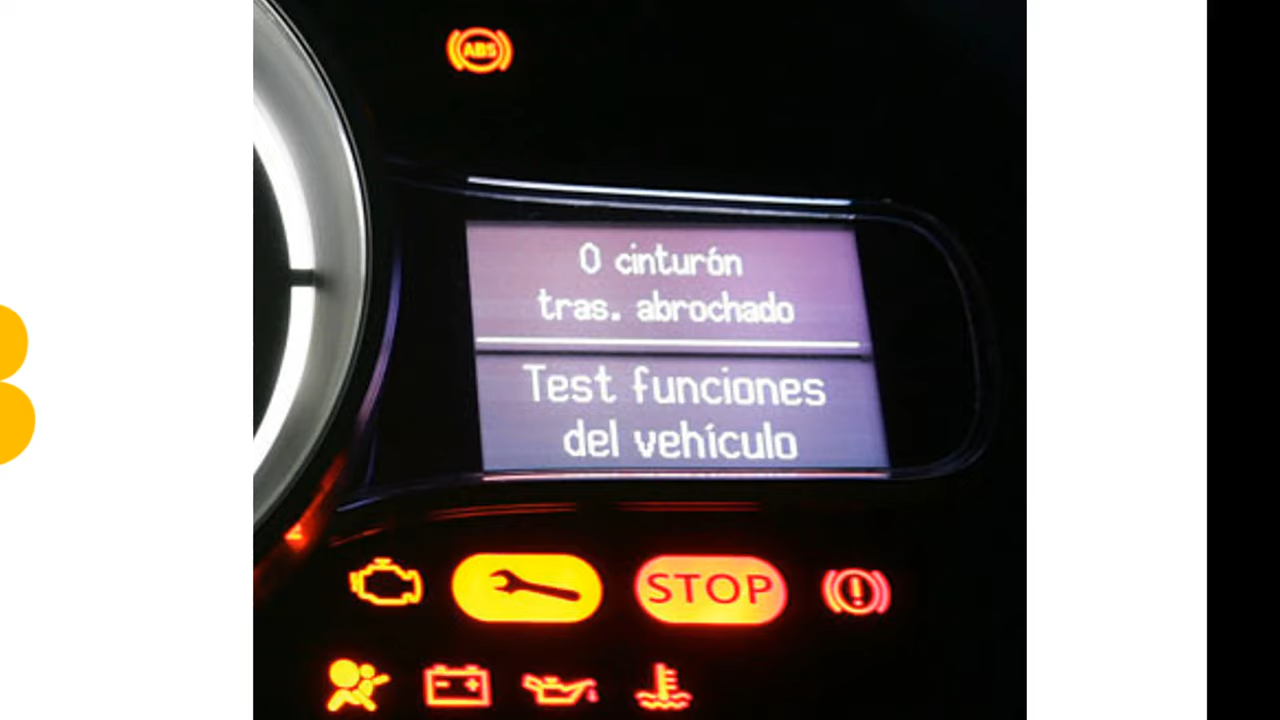 ABS
0 cinturón
tras. abrochado
Test funciones
del vehículo
STOP